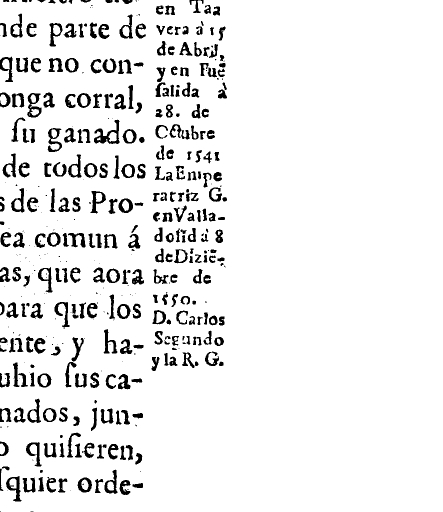 nde parte de
que no con-
onga corral,
ſu ganado.
de todos los
s de las Pro-
ea comun á
as, que aora
para que los
ente, y ha-
uhio ſus ca-
nados, jun-
o quiſieren,
ſquier orde-
en Taa
vera à 15
de Abril,
y en Fuē
ſalida à
28. de
Octubre
de 1541
La Empe
ratriz G.
en Valla-
dolid à 8
de Dizíē-
bre de
1550.
D. Carlos
Segundo
y la R. G.